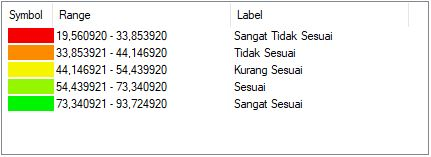 Symbol Range Label
19,560920 - 33,853920 Sangat Tidak Sesuai
33,853921 - 44,146920 Tidak Sesuai
44,146921 - 54,439920 Kurang Sesuai
54,439921 - 73,340920 Sesuai
73,340921 - 93,724920 Sangat Sesuai